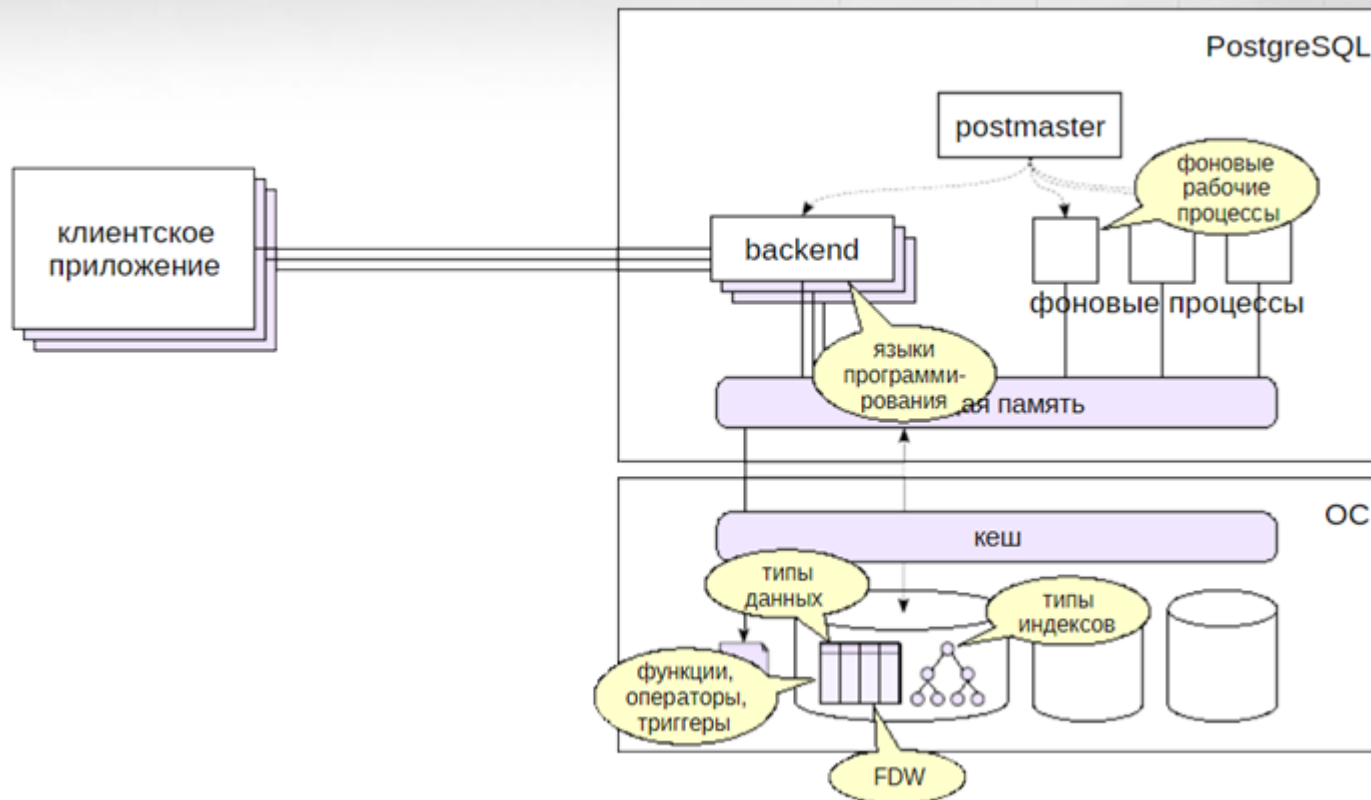 PostgreSQL
postmaster
фоновые
рабочие
процессы
клиентское
приложение
backend
фоновые процессы
языки
программи-
рования
ая память
ОС
кеш
типы
данных
типы
индексов
функции,
операторы,
триггеры
FDW